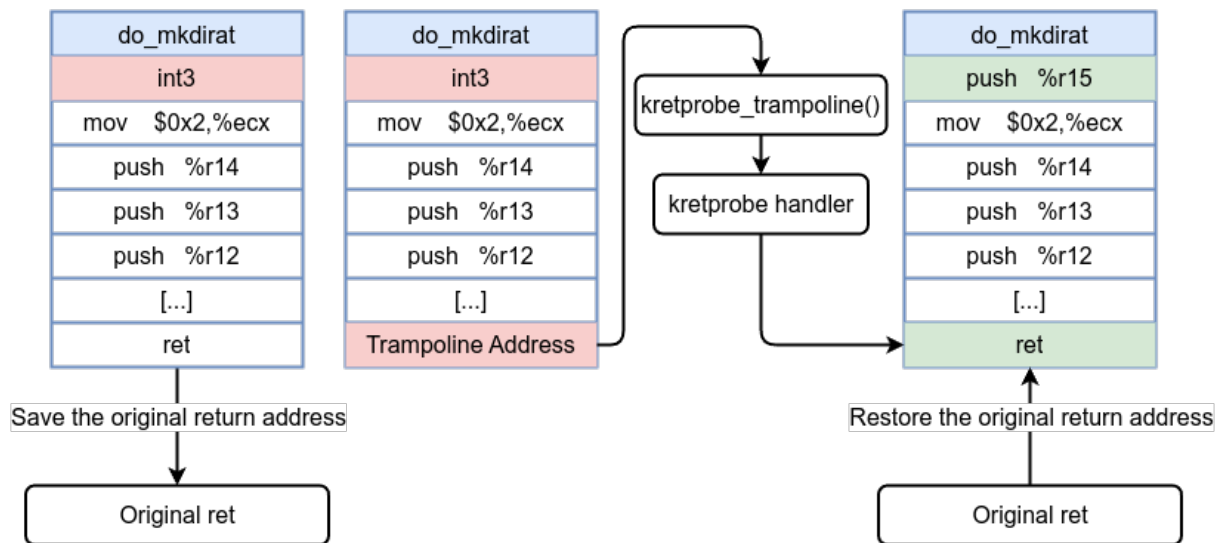 do_mkdirat
int3
mov $0x2,%ecx
push %r14
push %r13
push %r12
[...]
ret
Save the original return address
Original ret
do_mkdirat
int3
mov $0x2,%ecx
push %r14
push %r13
push %r12
[...]
Trampoline Address
kretprobe_trampoline()
kretprobe handler
do_mkdirat
push %r15
mov $0x2,%ecx
push %r14
push %r13
push %r12
[...]
ret
Restore the original return address
Original ret